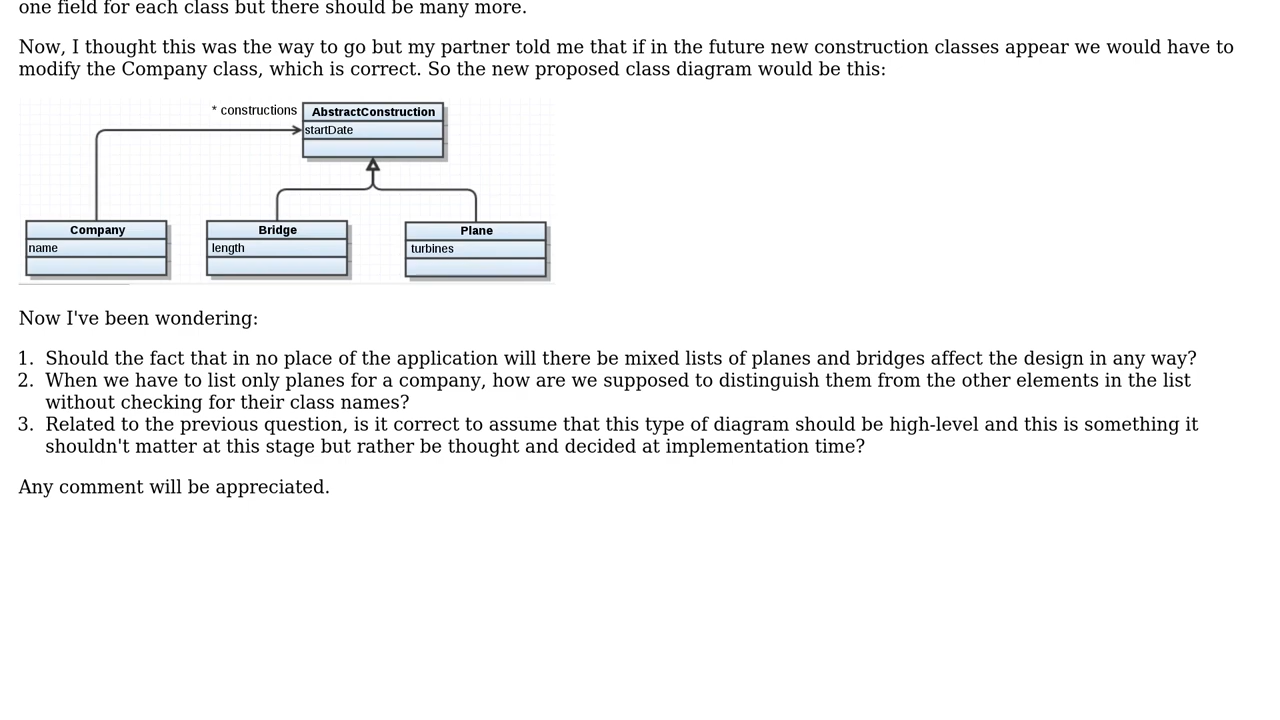 one field for each class but there should be many more.
Now, I thought this was the way to go but my partner told me that if in the future new construction classes appear we would have to
modify the Company class, which is correct. So the new proposed class diagram would be this:
* constructions
AbstractConstruction
startDate
Company
name
Bridge
length
Plane
turbines
Now I've been wondering:
1. Should the fact that in no place of the application will there be mixed lists of planes and bridges affect the design in any way?
2. When we have to list only planes for a company, how are we supposed to distinguish them from the other elements in the list
without checking for their class names?
3. Related to the previous question, is it correct to assume that this type of diagram should be high-level and this is something it
shouldn't matter at this stage but rather be thought and decided at implementation time?
Any comment will be appreciated.